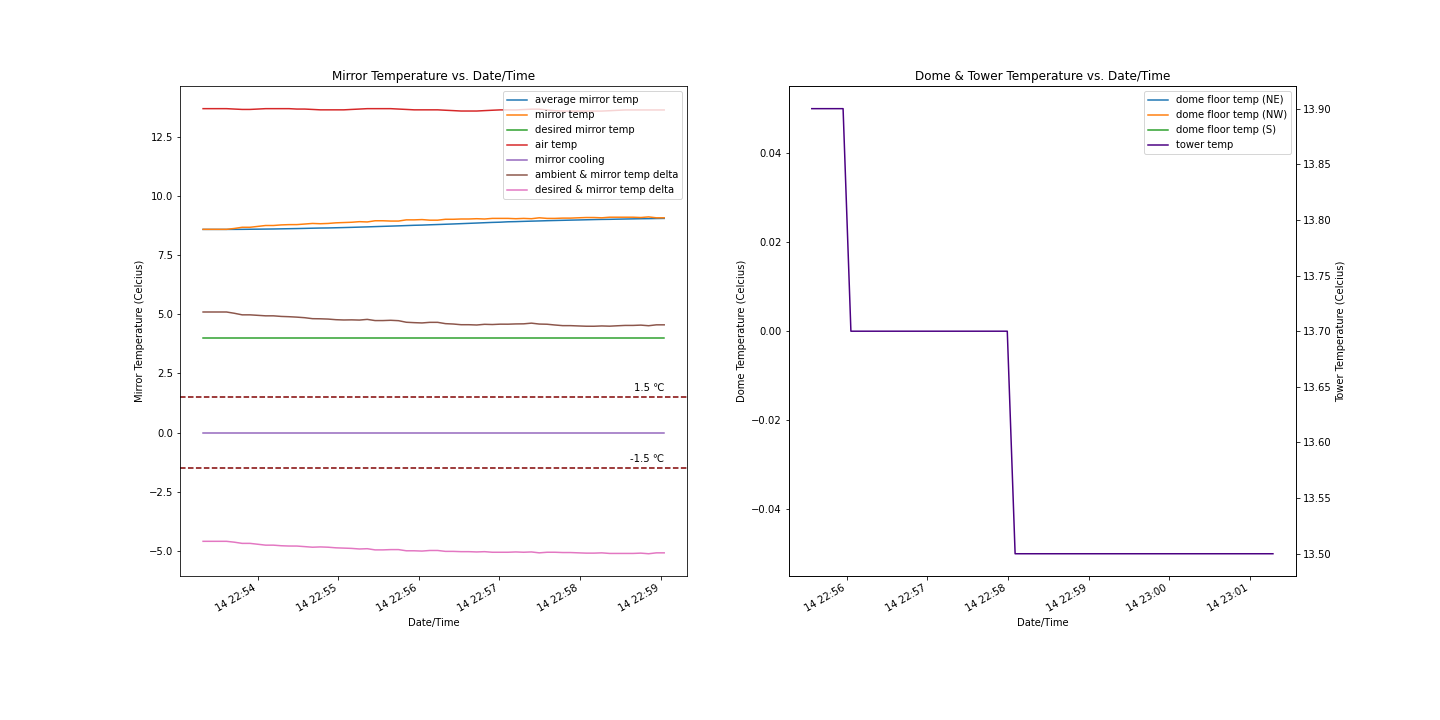 Mirror Temperature vs. Date/Time
average mirror temp
mirror temp
desired mirror temp
air temp
mirror cooling
ambient & mirror temp delta
desired & mirror temp delta
12.5
10.0
7.5
5.0
2.5
0.0
−2.5
−5.0
Mirror Temperature (Celcius)
1.5 °C
-1.5 °C
14 22:54
14 22:55
14 22:56
14 22:57
14 22:58
14 22:59
Date/Time
Dome & Tower Temperature vs. Date/Time
dome floor temp (NE)
dome floor temp (NW)
dome floor temp (S)
tower temp
0.04
0.02
0.00
−0.02
−0.04
Dome Temperature (Celcius)
13.90
13.85
13.80
13.75
13.70
13.65
13.60
13.55
13.50
Tower Temperature (Celcius)
14 22:56
14 22:57
14 22:58
14 22:59
14 23:00
14 23:01
Date/Time